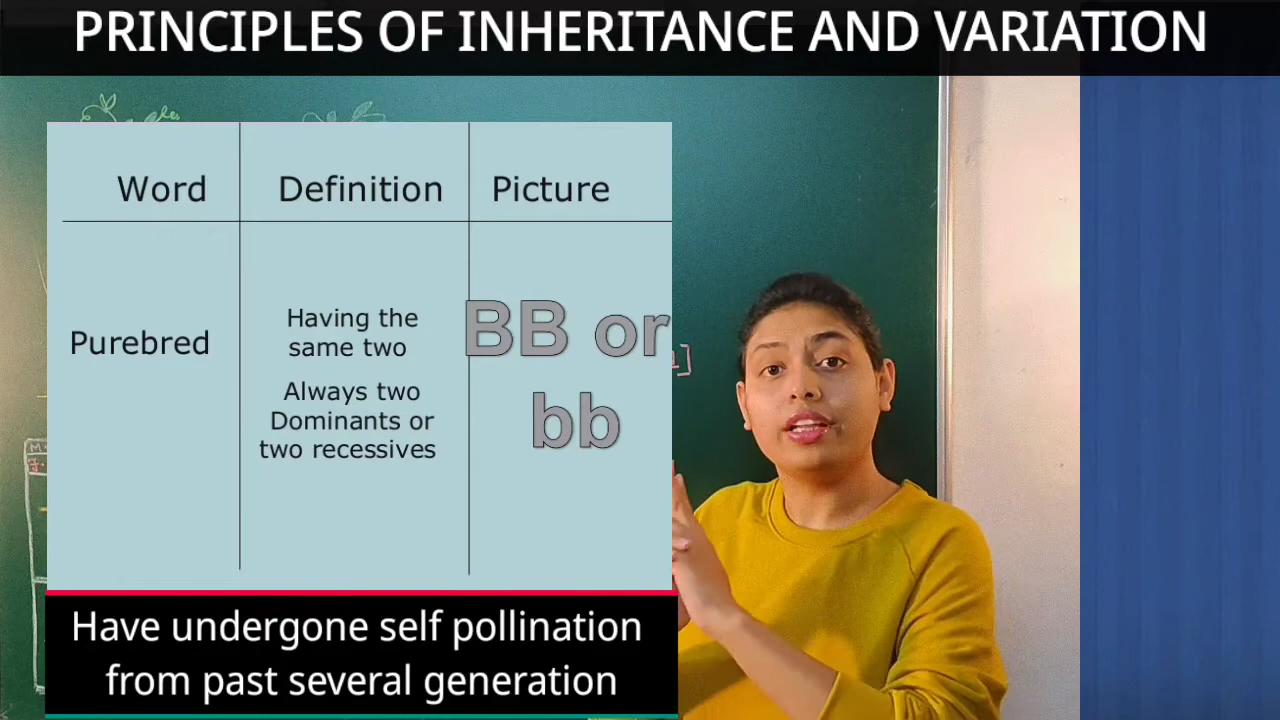 PRINCIPLES OF INHERITANCE AND VARIATION
Word Definition Picture
Purebred
Having the
same two
Always two
Dominants or
two recessives
BB or
bb
Have undergone self pollination
from past several generation